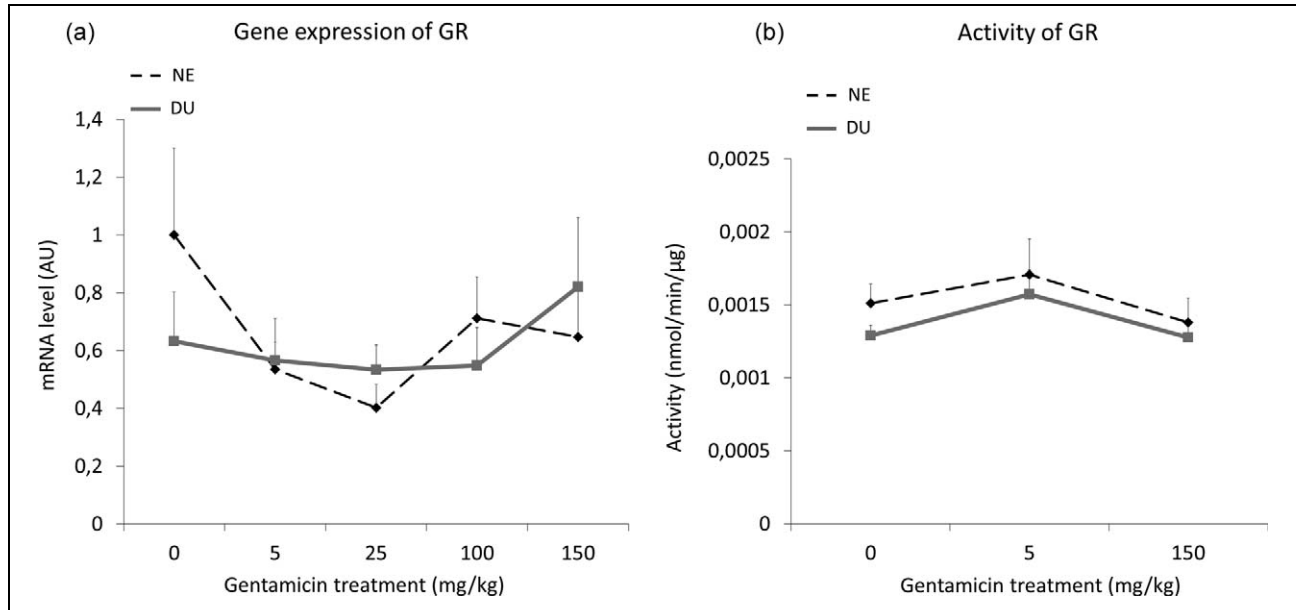 (a) Gene expression of GR
NE
DU
1,4
1,2
1
0,8
0,6
0,4
0,2
0
mRNA level (AU)
0 5 25 100 150
Gentamicin treatment (mg/kg)
(b) Activity of GR
NE
DU
0,0025
0,002
0,0015
0,001
0,0005
0
Activity (nmol/min/µg)
0 5 150
Gentamicin treatment (mg/kg)